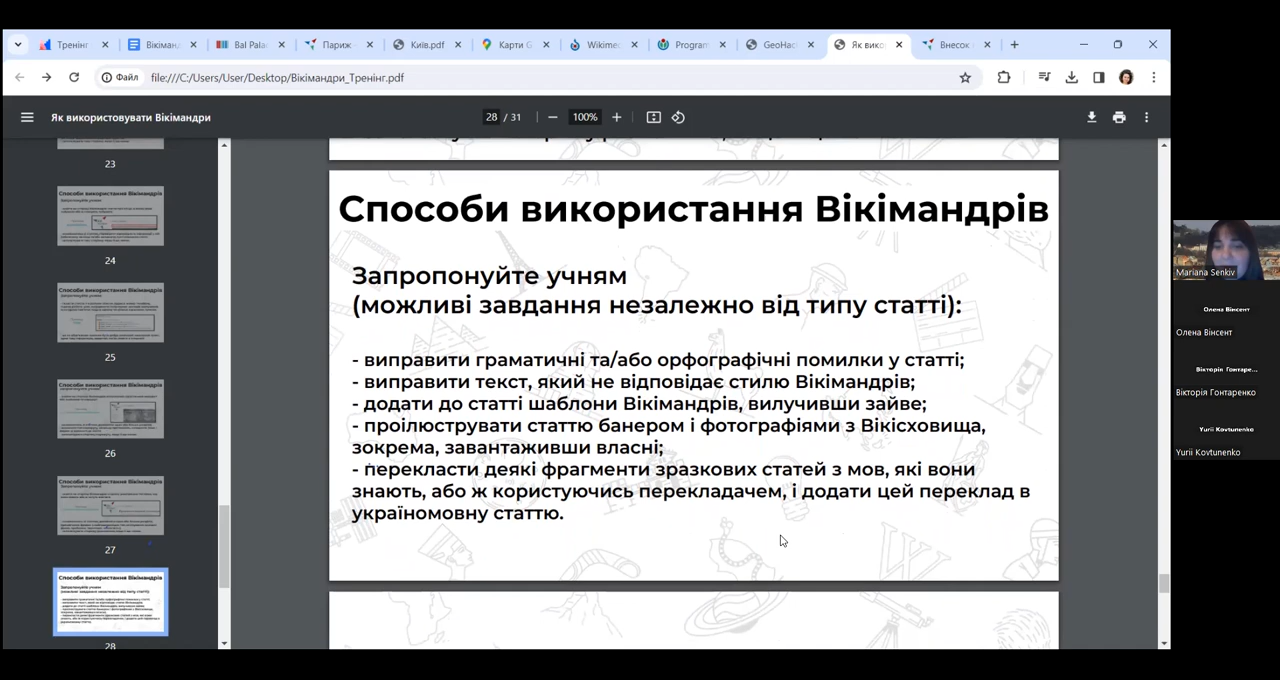 Тренінг
Вікіманд
Bal Pala
Париж -
Київ.pdf
Карти G
Wikime
Program
GeoHac
Як вико
Внесок
Файл
file:///C:/Users/User/Desktop/Вікімандри_Тренінг.pdf
Як використовувати Вікімандри
28 / 31
100%
23
24
25
26
27
28
Способи використання Вікімандрів
Запропонуйте учням
(можливі завдання незалежно від типу статті):
- виправити граматичні та/або орфографічні помилки у статті;
- виправити текст, який не відповідає стилю Вікімандрів;
- додати до статті шаблони Вікімандрів, вилучивши зайве;
- проілюструвати статтю банером і фотографіями з Вікісховища,
зокрема, завантаживши власні;
- перекласти деякі фрагменти зразкових статей з мов, які вони
знають, або ж користуючись перекладачем, і додати цей переклад в
україномовну статтю.
Mariana Senkiv
Олена Вінсент
Олена Вінсент
Вікторія Гонтаре...
Вікторія Гонтаренко
Yurii Kovtunenko
Yurii Kovtunenko